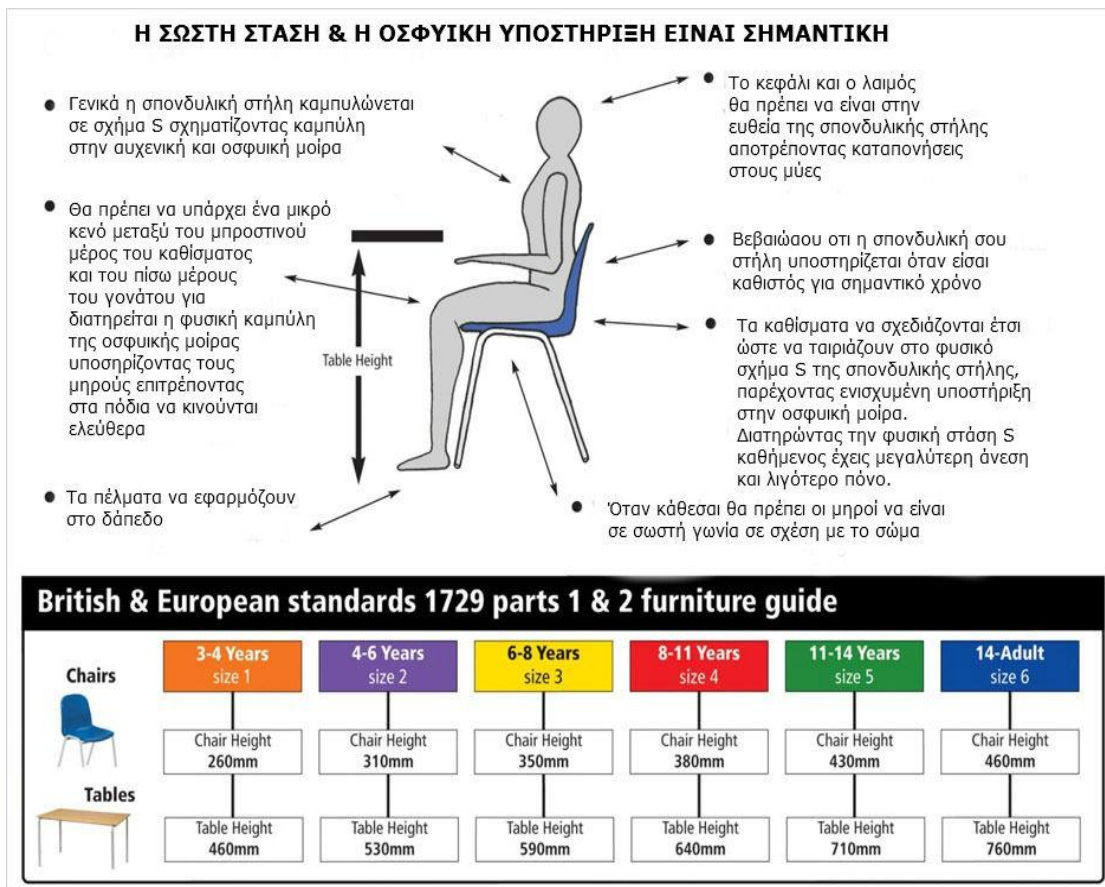 Η ΣΩΣΤΗ ΣΤΑΣΗ & Η ΟΣΦΥΙΚΗ ΥΠΟΣΤΗΡΙΞΗ ΕΙΝΑΙ ΣΗΜΑΝΤΙΚΗ
● Γενικά η σπονδυλική στήλη καμπυλώνεται
σε σχήμα S σχηματίζοντας καμπύλη
στην αυχενική και οσφυική μοίρα
● Θα πρέπει να υπάρχει ένα μικρό
κενό μεταξύ του μπροστινού
μέρος του καθίσματος
και του πίσω μέρους
του γονάτου για
διατηρείται η φυσική καμπύλη
της οσφυικής μοίρας
υποσηρίζοντας τους
μηρούς επιτρέποντας
στα πόδια να κινούνται
ελεύθερα
● Τα πέλματα να εφαρμόζουν
στο δάπεδο
Table Height
● Το κεφάλι και ο λαιμός
θα πρέπει να είναι στην
ευθεία της σπονδυλικής στήλης
αποτρέποντας καταπονήσεις
στους μύες
● Βεβαιώαου οτι η σπονδυλική σου
στήλη υποστηρίζεται όταν είσαι
καθιστός για σημαντικό χρόνο
● Τα καθίσματα να σχεδιάζονται έτσι
ώστε να ταιριάζουν στο φυσικό
σχήμα S της σπονδυλικής στήλης,
παρέχοντας ενισχυμένη υποστήριξη
στην οσφυική μοίρα.
Διατηρώντας την φυσική στάση S
καθήμενος έχεις μεγαλύτερη άνεση
και λιγότερο πόνο.
● Όταν κάθεσαι θα πρέπει οι μηροί να είναι
σε σωστή γωνία σε σχέση με το σώμα
British & European standards 1729 parts 1 & 2 furniture guide
3-4 Years 4-6 Years 6-8 Years 8-11 Years 11-14 Years 14-Adult
size 1 size 2 size 3 size 4 size 5 size 6
Chairs
Chair Height Chair Height Chair Height Chair Height Chair Height Chair Height
260mm 310mm 350mm 380mm 430mm 460mm
Tables
Table Height Table Height Table Height Table Height Table Height Table Height
460mm 530mm 590mm 640mm 710mm 760mm